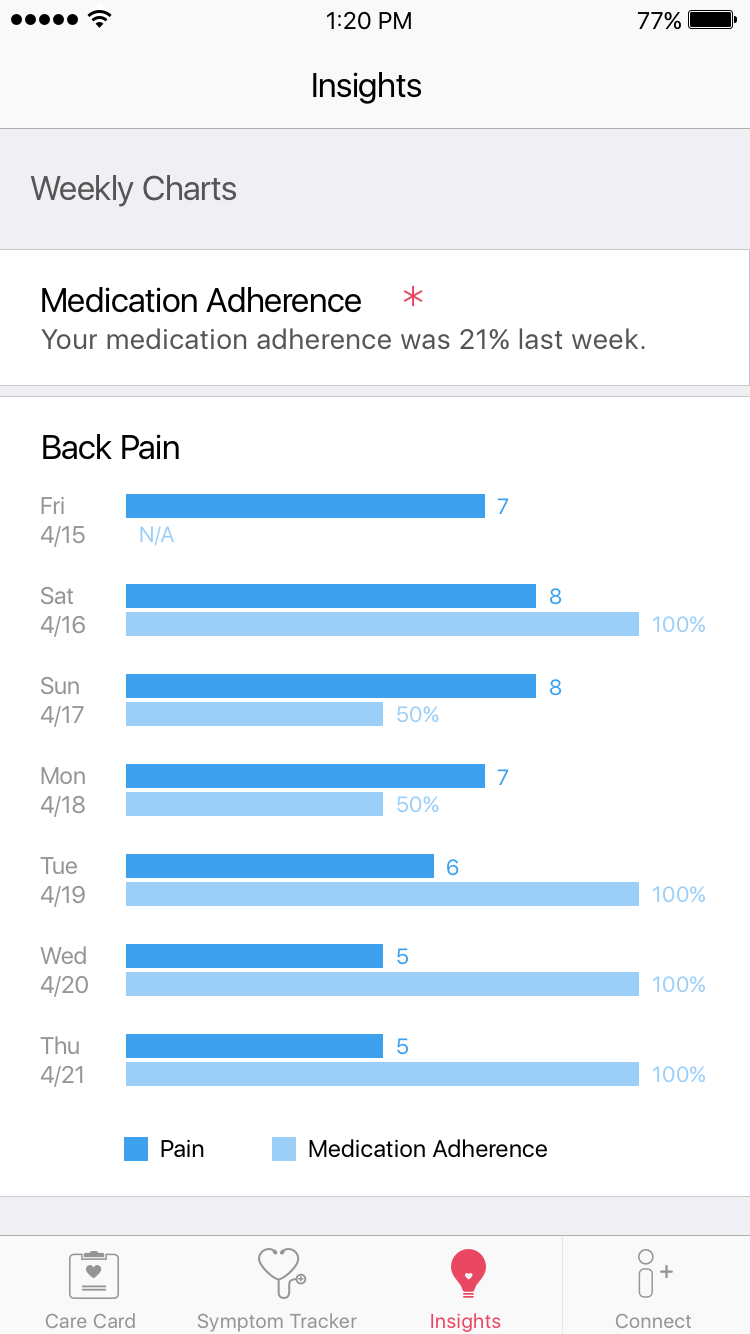 1:20 PM 77%
Insights
Weekly Charts
Medication Adherence *
Your medication adherence was 21% last week.
Back Pain
Fri 7
4/15 N/A
Sat 8
4/16 100%
Sun 8
4/17 50%
Mon 7
4/18 50%
Tue 6
4/19 100%
Wed 5
4/20 100%
Thu 5
4/21 100%
Pain Medication Adherence
Care Card Symptom Tracker Insights Connect